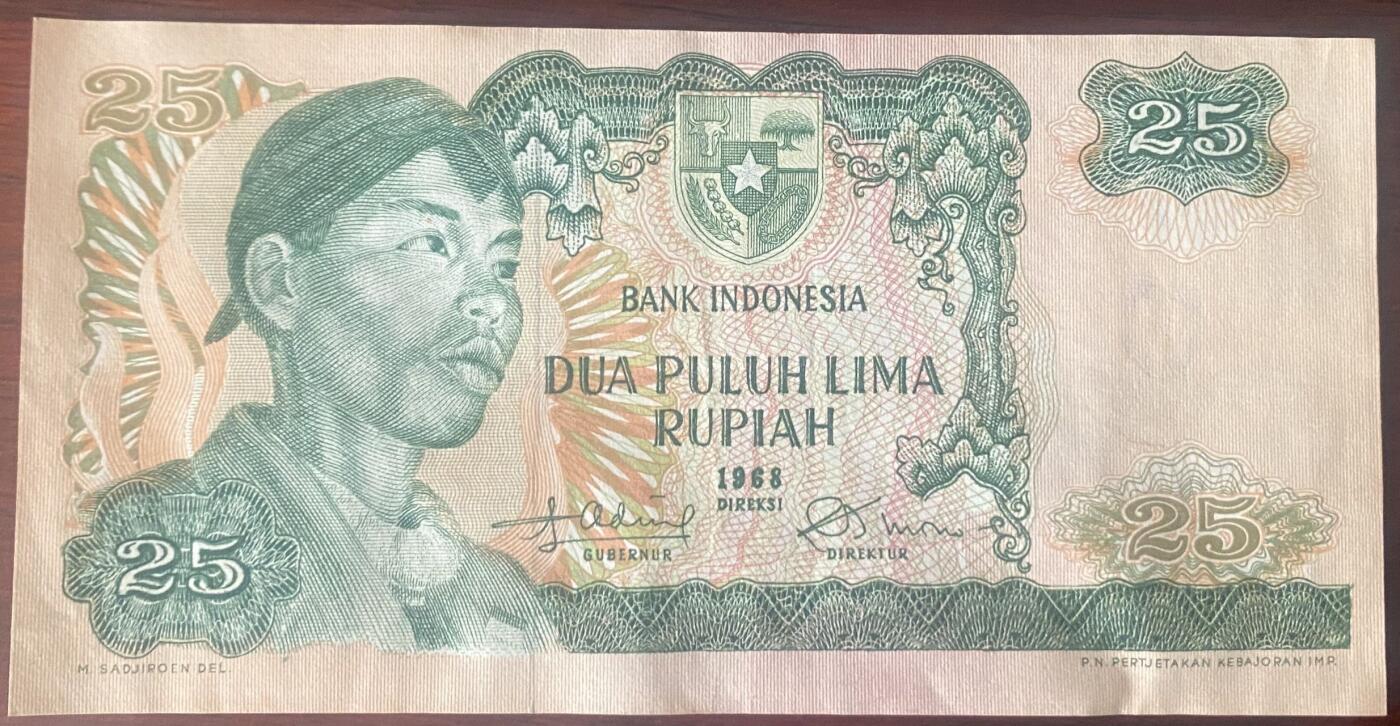 25
25
BANK INDONESIA
DUA PULUH LIMA
RUPIAH
1968
DIREKSI
GUBERNUR
DIREKTUR
25
25
M. SADJIROEN DEL.
P.N. PERTJETAKAN KEBAJORAN IMP.